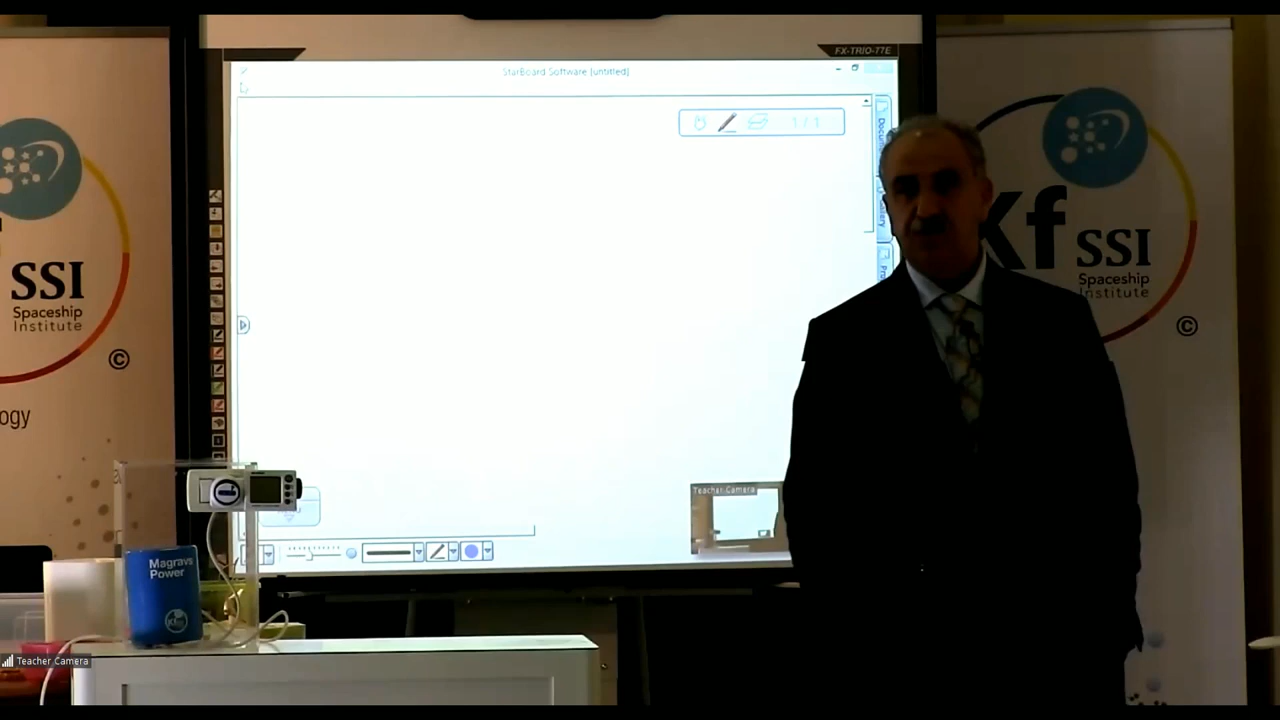 FX-TRIO-77E
StarBoard Software [untitled]
1 / 1
Kf SSI
Spaceship
Institute
©
SSI
Spaceship
Institute
©
ogy
Teacher Camera
Magravs
Power
Kf
Teacher Camera